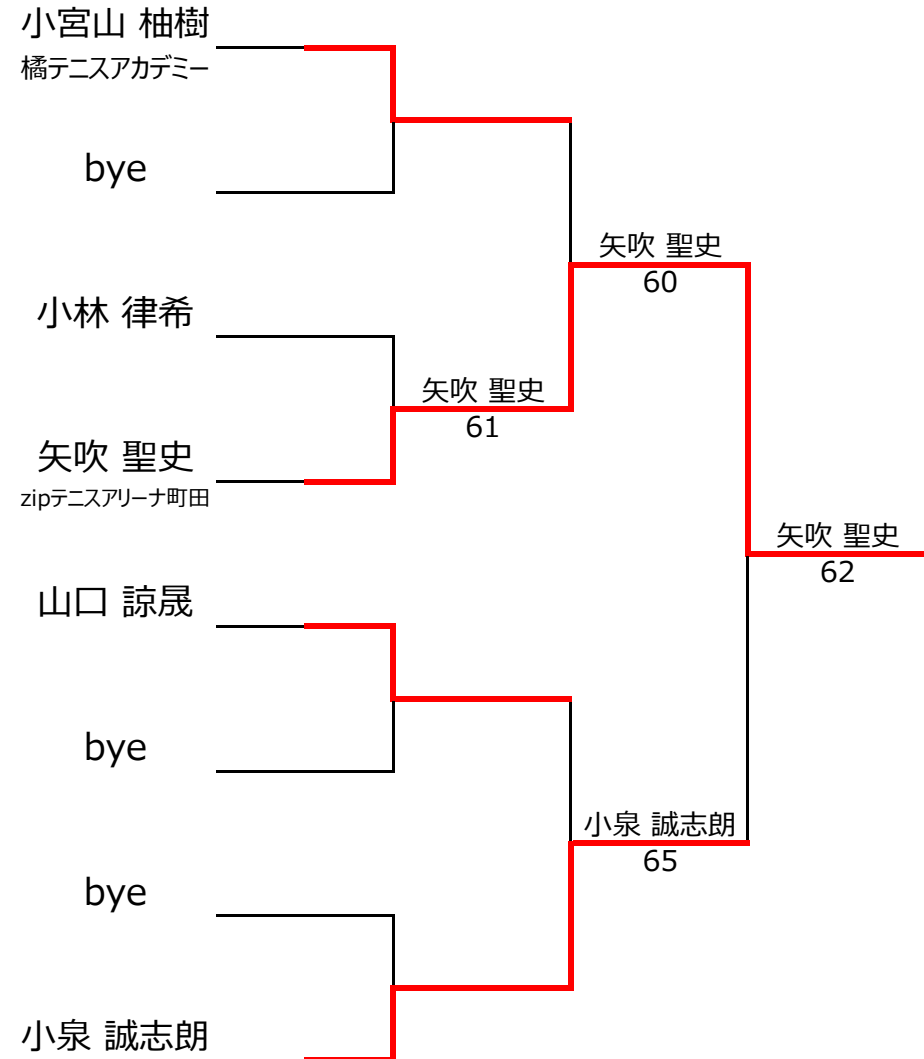 小宮山 柚樹
橘テニスアカデミー
bye
小林 律希
矢吹 聖史
zipテニスアリーナ町田
山口 諒晟
bye
bye
小泉 誠志朗
矢吹 聖史
61
矢吹 聖史
60
小泉 誠志朗
65
矢吹 聖史
62